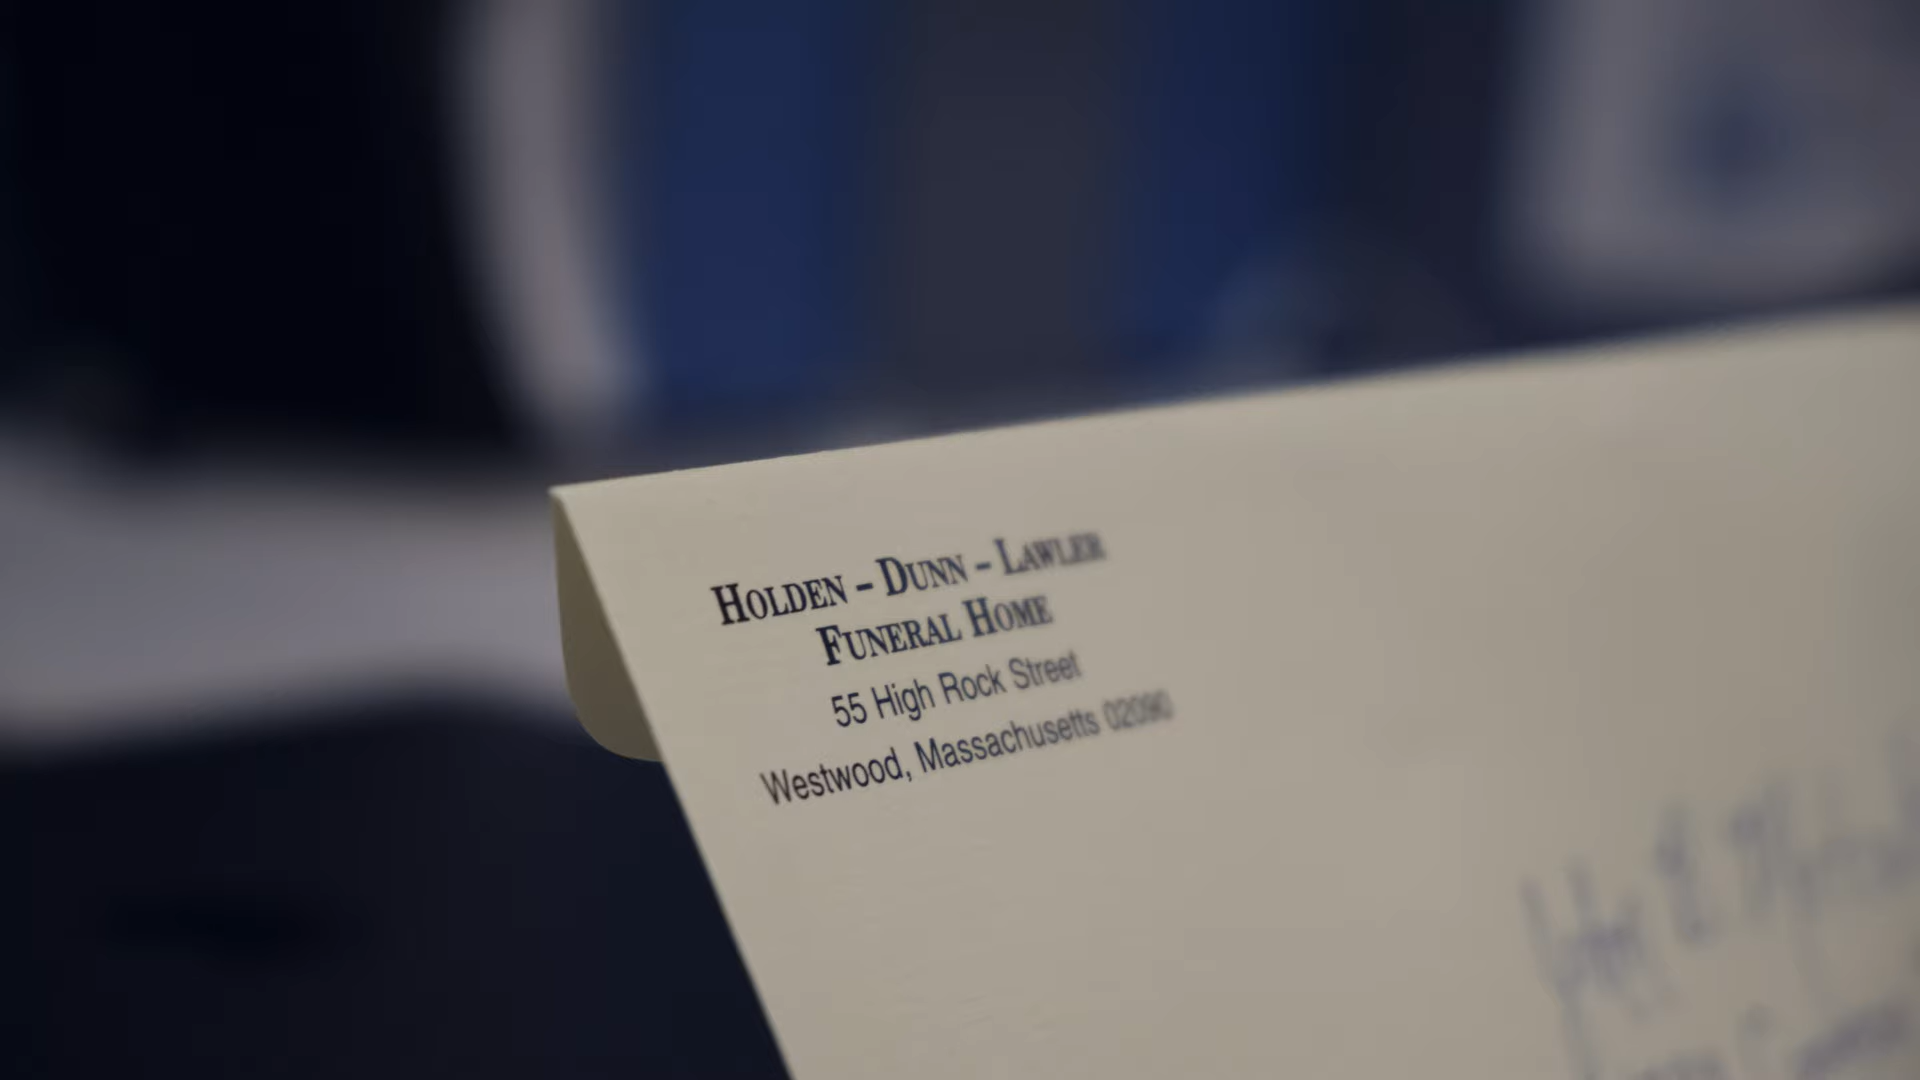 HOLDEN – DUNN – LAWLER
FUNERAL HOME
55 High Rock Street
Westwood, Massachusetts 02090